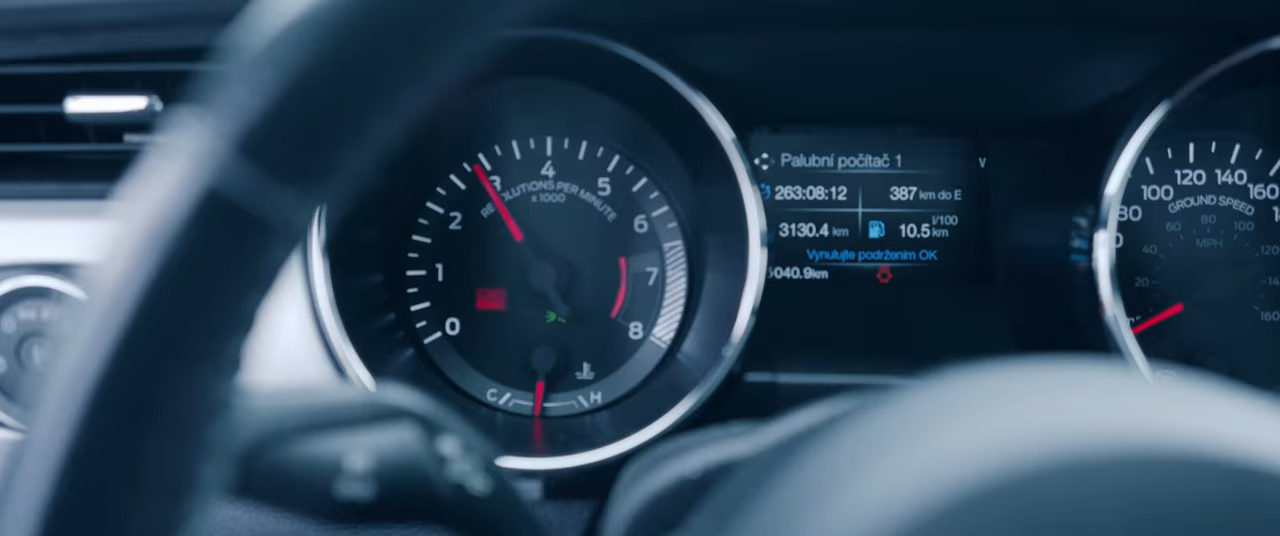 0
1
2
3
4
5
6
7
8
REVOLUTIONS PER MINUTE
x1000
C H
Palubní počítač 1
263:08:12 387 km do E
3130.4 km 10.5 l/100 km
Vynulujte podržením OK
040.9km
80 100 120 140 160
GROUND SPEED
20 40 60 80 100 120
MPH
160